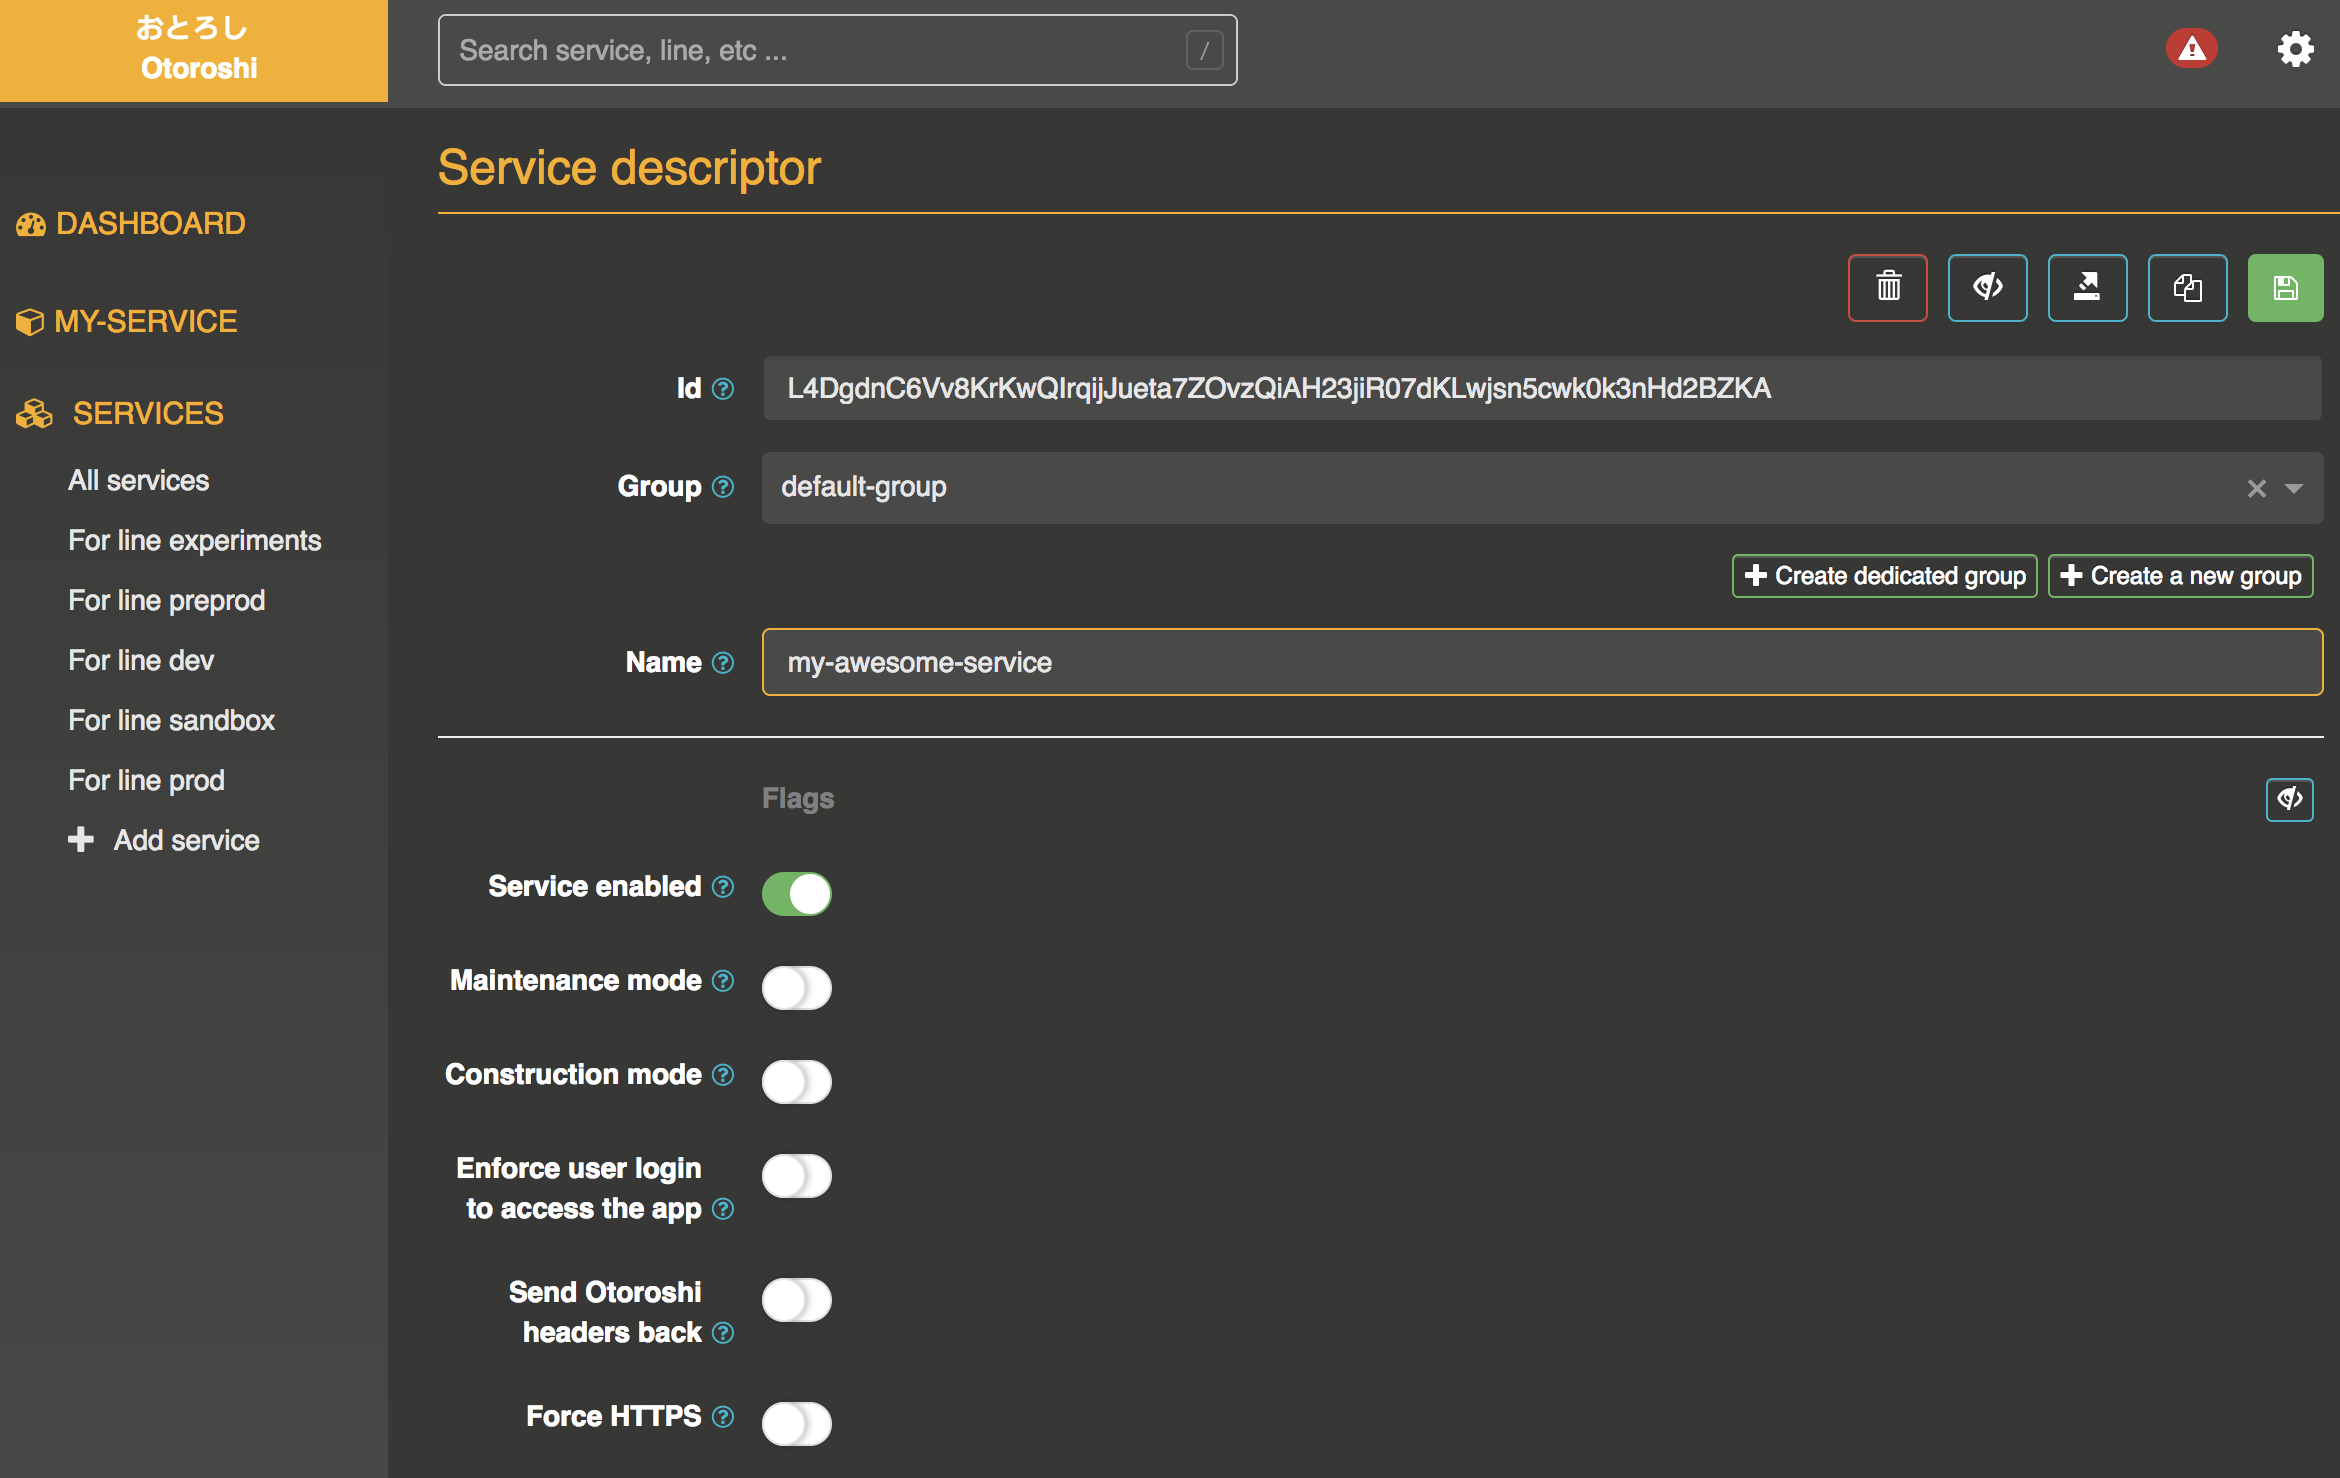 おとろし
Otoroshi
Search service, line, etc ... /
DASHBOARD
MY-SERVICE
SERVICES
All services
For line experiments
For line preprod
For line dev
For line sandbox
For line prod
Add service
Service descriptor
Id L4DgdnC6Vv8KrKwQIrqijJueta7ZOvzQiAH23jiR07dKLwjsn5cwk0k3nHd2BZKA
Group default-group
Create dedicated group Create a new group
Name my-awesome-service
Flags
Service enabled
Maintenance mode
Construction mode
Enforce user login
to access the app
Send Otoroshi
headers back
Force HTTPS